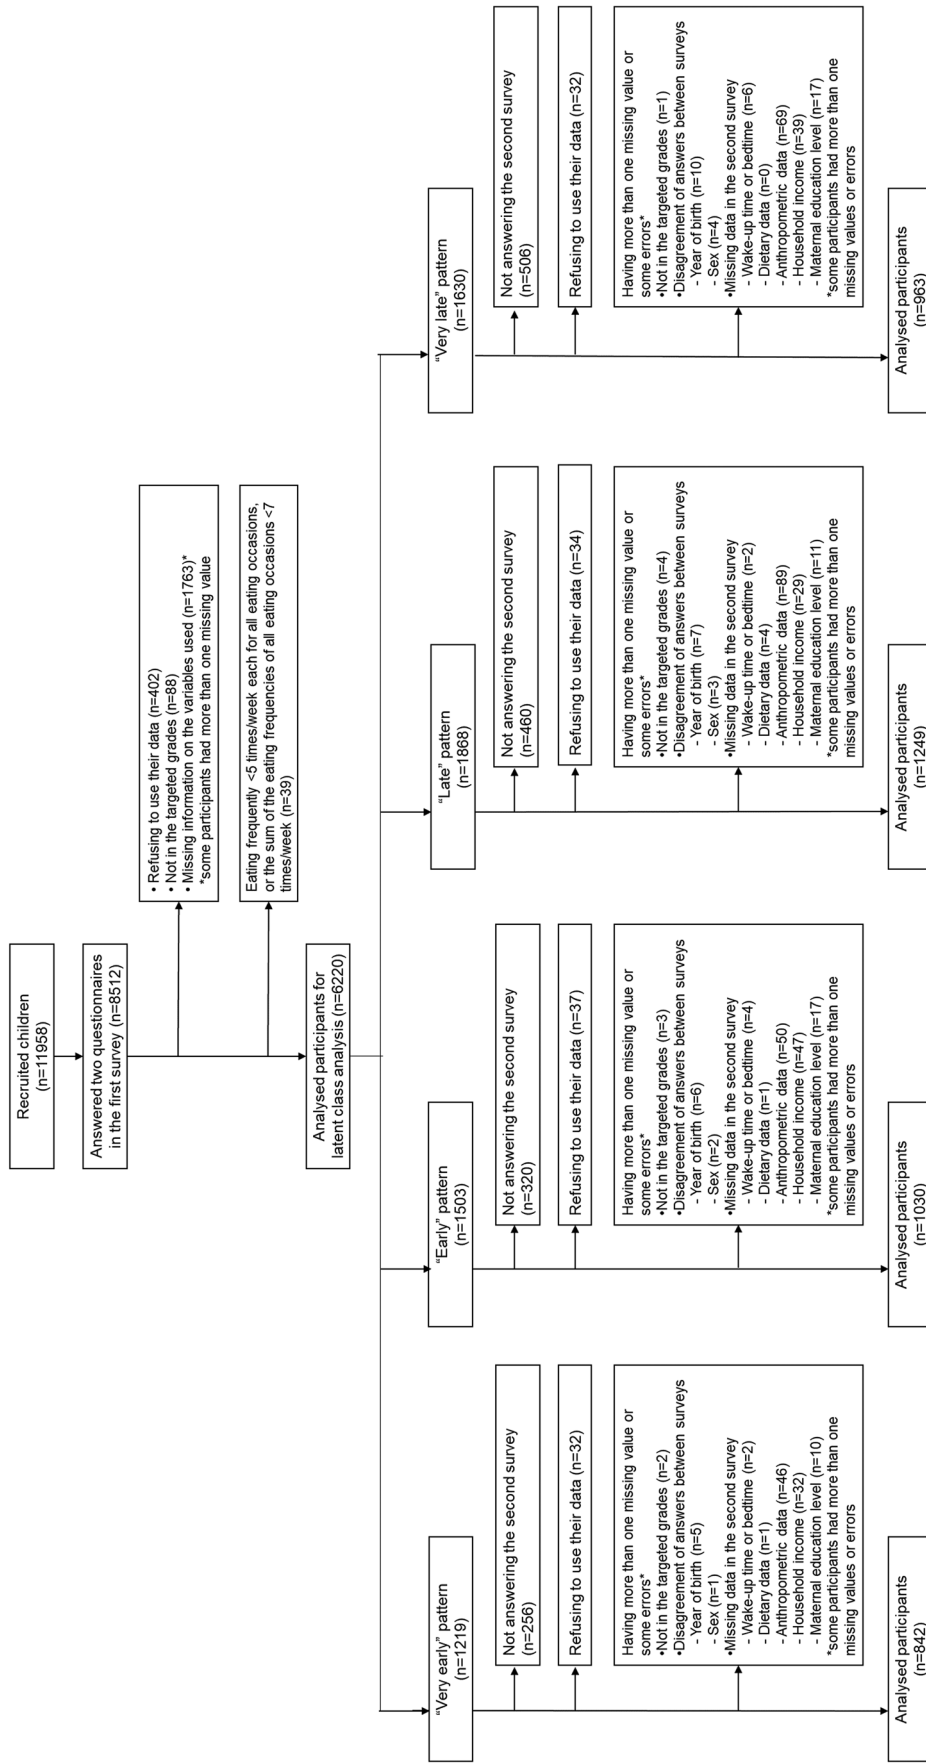 Recruited children
(n=11958)
Answered two questionnaires
in the first survey (n=8512)
• Refusing to use their data (n=402)
• Not in the targeted grades (n=88)
• Missing information on the variables used (n=1763)*
*some participants had more than one missing value
Eating frequently <5 times/week each for all eating occasions,
or the sum of the eating frequencies of all eating occasions <7
times/week (n=39)
Analysed participants for
latent class analysis (n=6220)
“Very early” pattern
(n=1219)
Not answering the second survey
(n=256)
Refusing to use their data (n=32)
Having more than one missing value or
some errors*
•Not in the targeted grades (n=2)
•Disagreement of answers between surveys
- Year of birth (n=5)
- Sex (n=1)
•Missing data in the second survey
- Wake-up time or bedtime (n=2)
- Dietary data (n=1)
- Anthropometric data (n=46)
- Household income (n=32)
- Maternal education level (n=10)
*some participants had more than one
missing values or errors
Analysed participants
(n=842)
“Early” pattern
(n=1503)
Not answering the second survey
(n=320)
Refusing to use their data (n=37)
Having more than one missing value or
some errors*
•Not in the targeted grades (n=3)
•Disagreement of answers between surveys
- Year of birth (n=6)
- Sex (n=2)
•Missing data in the second survey
- Wake-up time or bedtime (n=4)
- Dietary data (n=1)
- Anthropometric data (n=50)
- Household income (n=47)
- Maternal education level (n=17)
*some participants had more than one
missing values or errors
Analysed participants
(n=1030)
“Late” pattern
(n=1868)
Not answering the second survey
(n=460)
Refusing to use their data (n=34)
Having more than one missing value or
some errors*
•Not in the targeted grades (n=4)
•Disagreement of answers between surveys
- Year of birth (n=7)
- Sex (n=3)
•Missing data in the second survey
- Wake-up time or bedtime (n=2)
- Dietary data (n=4)
- Anthropometric data (n=89)
- Household income (n=29)
- Maternal education level (n=11)
*some participants had more than one
missing values or errors
Analysed participants
(n=1249)
“Very late” pattern
(n=1630)
Not answering the second survey
(n=506)
Refusing to use their data (n=32)
Having more than one missing value or
some errors*
•Not in the targeted grades (n=1)
•Disagreement of answers between surveys
- Year of birth (n=10)
- Sex (n=4)
•Missing data in the second survey
- Wake-up time or bedtime (n=6)
- Dietary data (n=0)
- Anthropometric data (n=69)
- Household income (n=39)
- Maternal education level (n=17)
*some participants had more than one
missing values or errors
Analysed participants
(n=963)